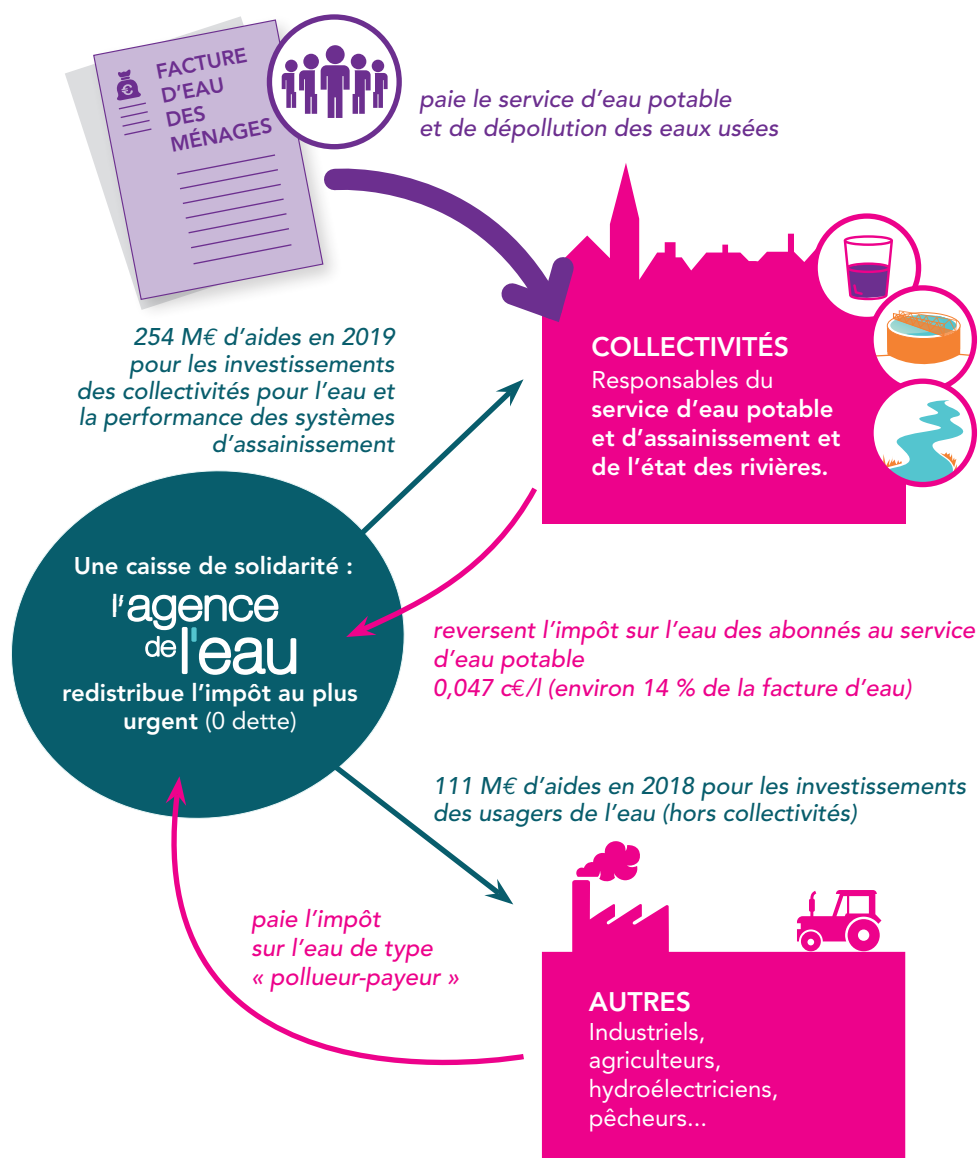 FACTURE
D'EAU
DES
MÉNAGES
€
paie le service d'eau potable
et de dépollution des eaux usées
254 M€ d'aides en 2019
pour les investissements
des collectivités pour l'eau et
la performance des systèmes
d'assainissement
COLLECTIVITÉS
Responsables du
service d'eau potable
et d'assainissement et
de l'état des rivières.
Une caisse de solidarité :
l'agence
de l'eau
redistribue l'impôt au plus
urgent (0 dette)
reversent l'impôt sur l'eau des abonnés au service
d'eau potable
0,047 c€/l (environ 14 % de la facture d'eau)
111 M€ d'aides en 2018 pour les investissements
des usagers de l'eau (hors collectivités)
paie l'impôt
sur l'eau de type
« pollueur-payeur »
AUTRES
Industriels,
agriculteurs,
hydroélectriciens,
pêcheurs...